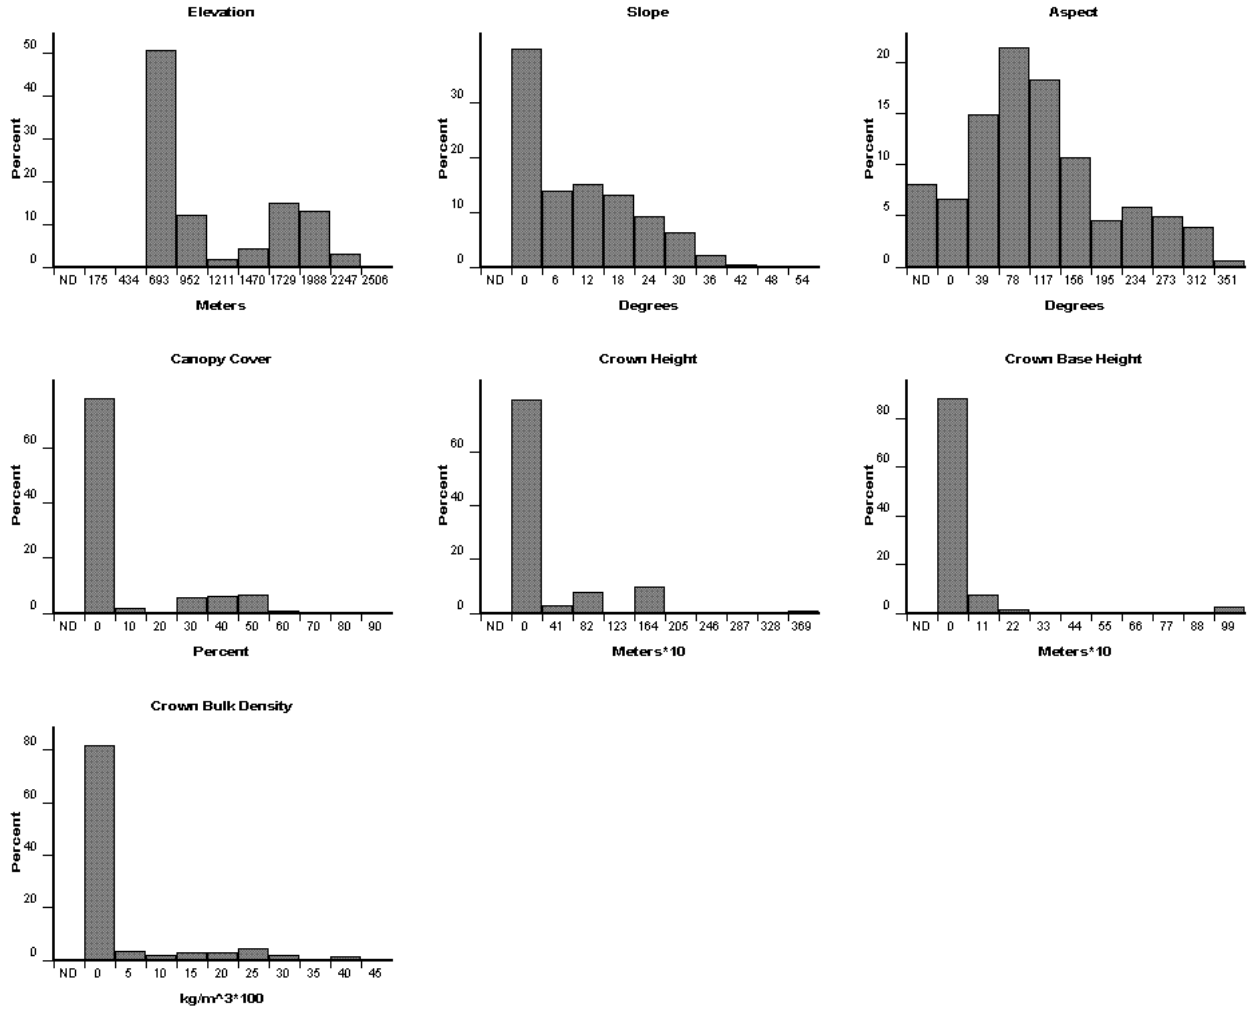 Elevation
Percent
50
40
30
20
10
0
ND 175 434 693 952 1211 1470 1729 1988 2247 2506
Meters
Slope
Percent
30
20
10
0
ND 0 6 12 18 24 30 36 42 48 54
Degrees
Aspect
Percent
20
15
10
5
0
ND 0 39 78 117 156 195 234 273 312 351
Degrees
Canopy Cover
Percent
60
40
20
0
ND 0 10 20 30 40 50 60 70 80 90
Percent
Crown Height
Percent
60
40
20
0
ND 0 41 82 123 164 205 246 287 328 369
Meters*10
Crown Base Height
Percent
80
60
40
20
0
ND 0 11 22 33 44 55 66 77 88 99
Meters*10
Crown Bulk Density
Percent
80
60
40
20
0
ND 0 5 10 15 20 25 30 35 40 45
kg/m^3*100